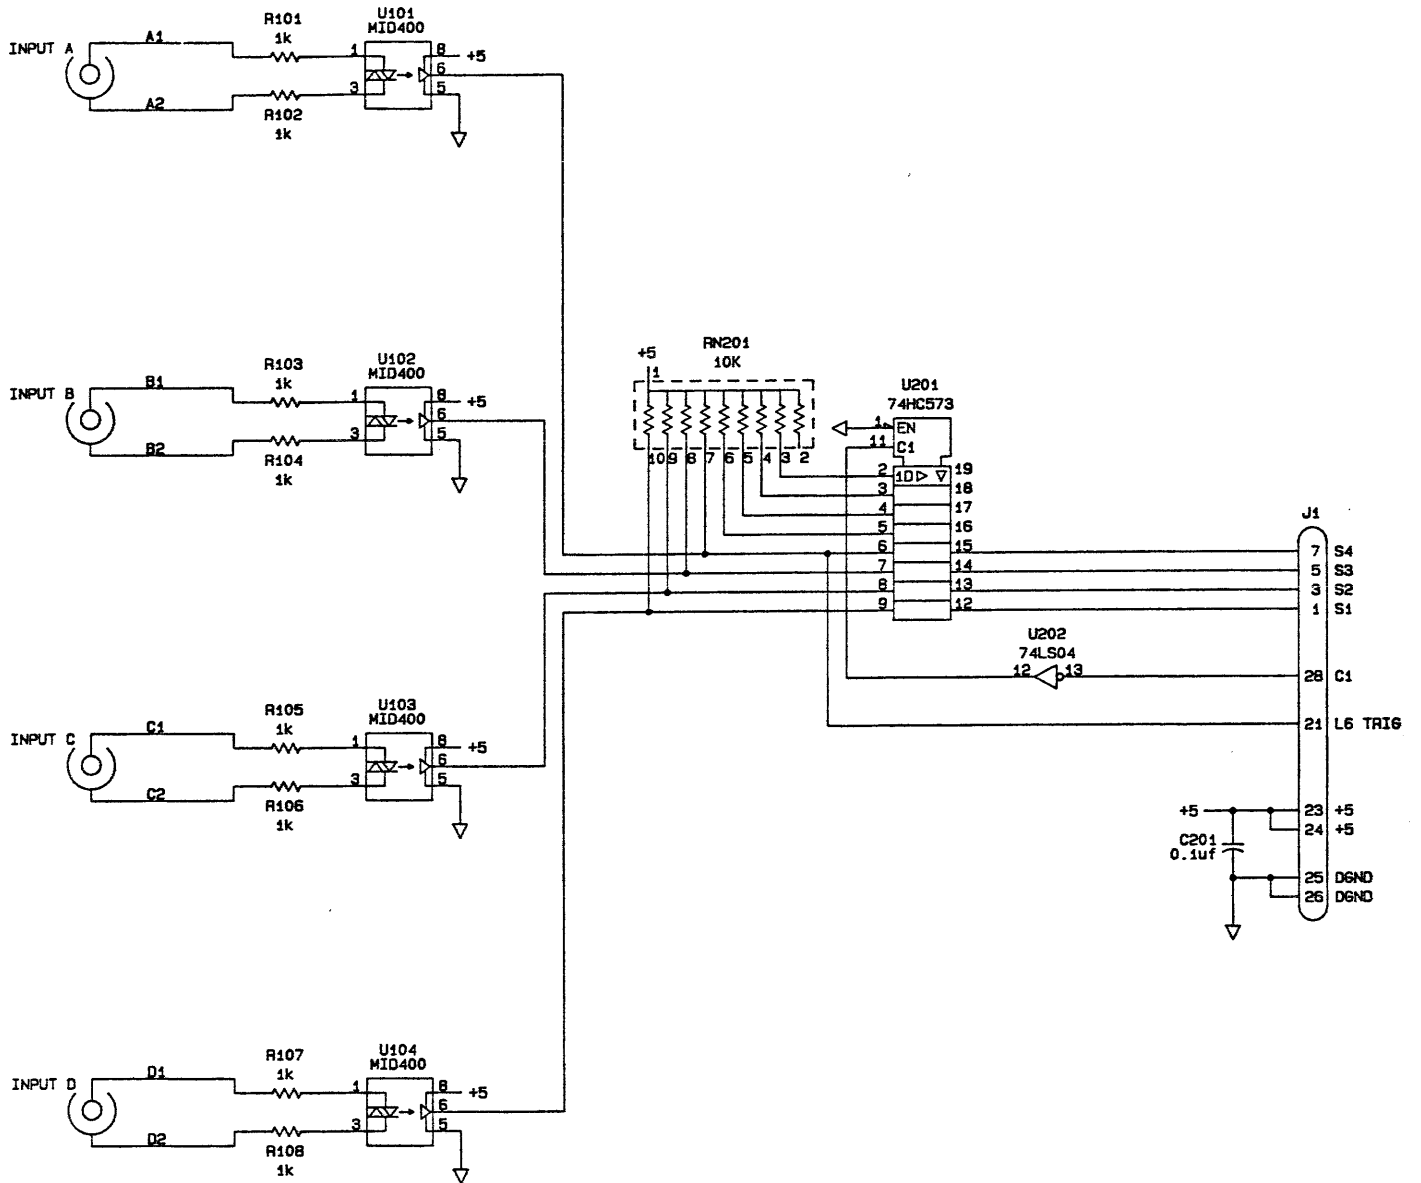 INPUT A
A1
A2
R101
1k
R102
1k
U101
MID400
1
3
8
+5
6
5
INPUT B
B1
B2
R103
1k
R104
1k
U102
MID400
1
3
8
+5
6
5
RN201
10K
+5
1
10 9 8 7 6 5 4 3 2
U201
74HC573
1 EN
11 C1
2 1D 19
3 18
4 17
5 16
6 15
7 14
8 13
9 12
J1
7 S4
5 S3
3 S2
1 S1
U202
74LS04
12 13
28 C1
21 L6 TRIG
+5
23 +5
24 +5
C201
0.1uf
25 DGND
26 DGND
INPUT C
C1
C2
R105
1k
R106
1k
U103
MID400
1
3
8
+5
6
5
INPUT D
D1
D2
R107
1k
R108
1k
U104
MID400
1
3
8
+5
6
5